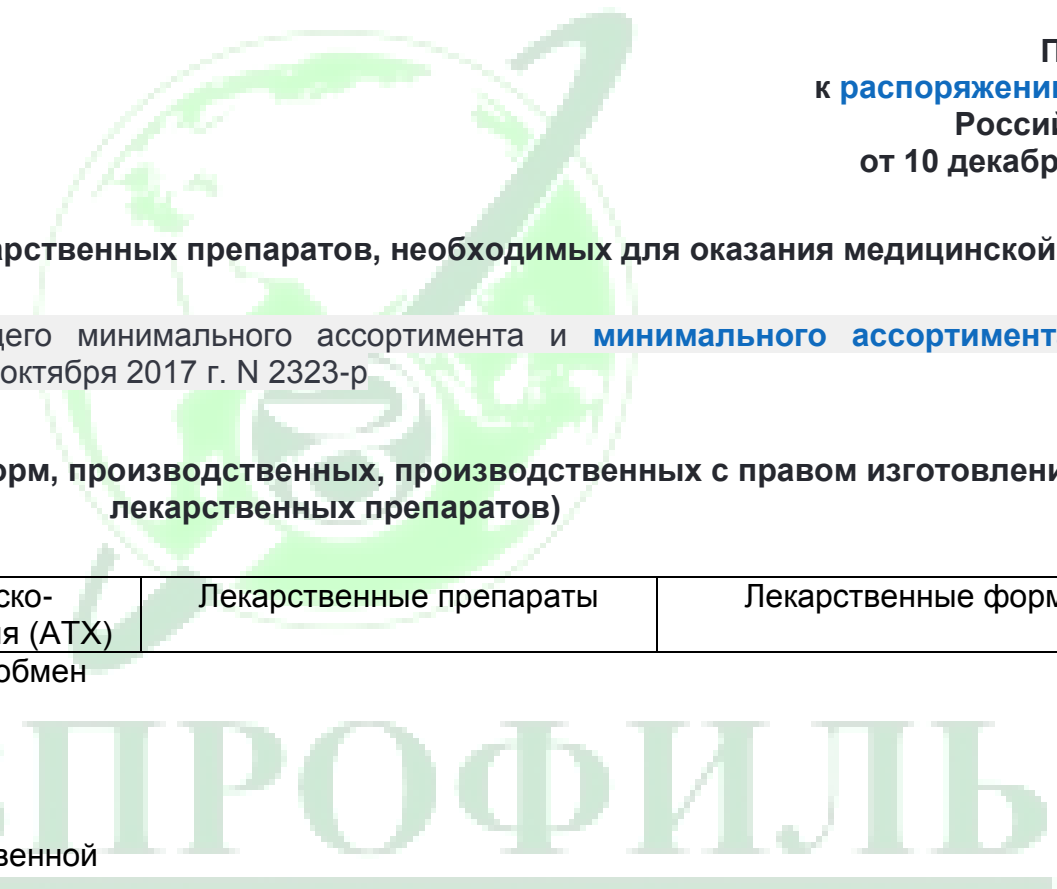 П
к распоряжени
Россий
от 10 декабр
арственных препаратов, необходимых для оказания медицинской
его минимального ассортимента и минимального ассортимент
октября 2017 г. N 2323-р
орм, производственных, производственных с правом изготовлени
лекарственных препаратов)
ско- Лекарственные препараты Лекарственные форм
ия (АТХ)
обмен
ПРОФИЛЬ
венной